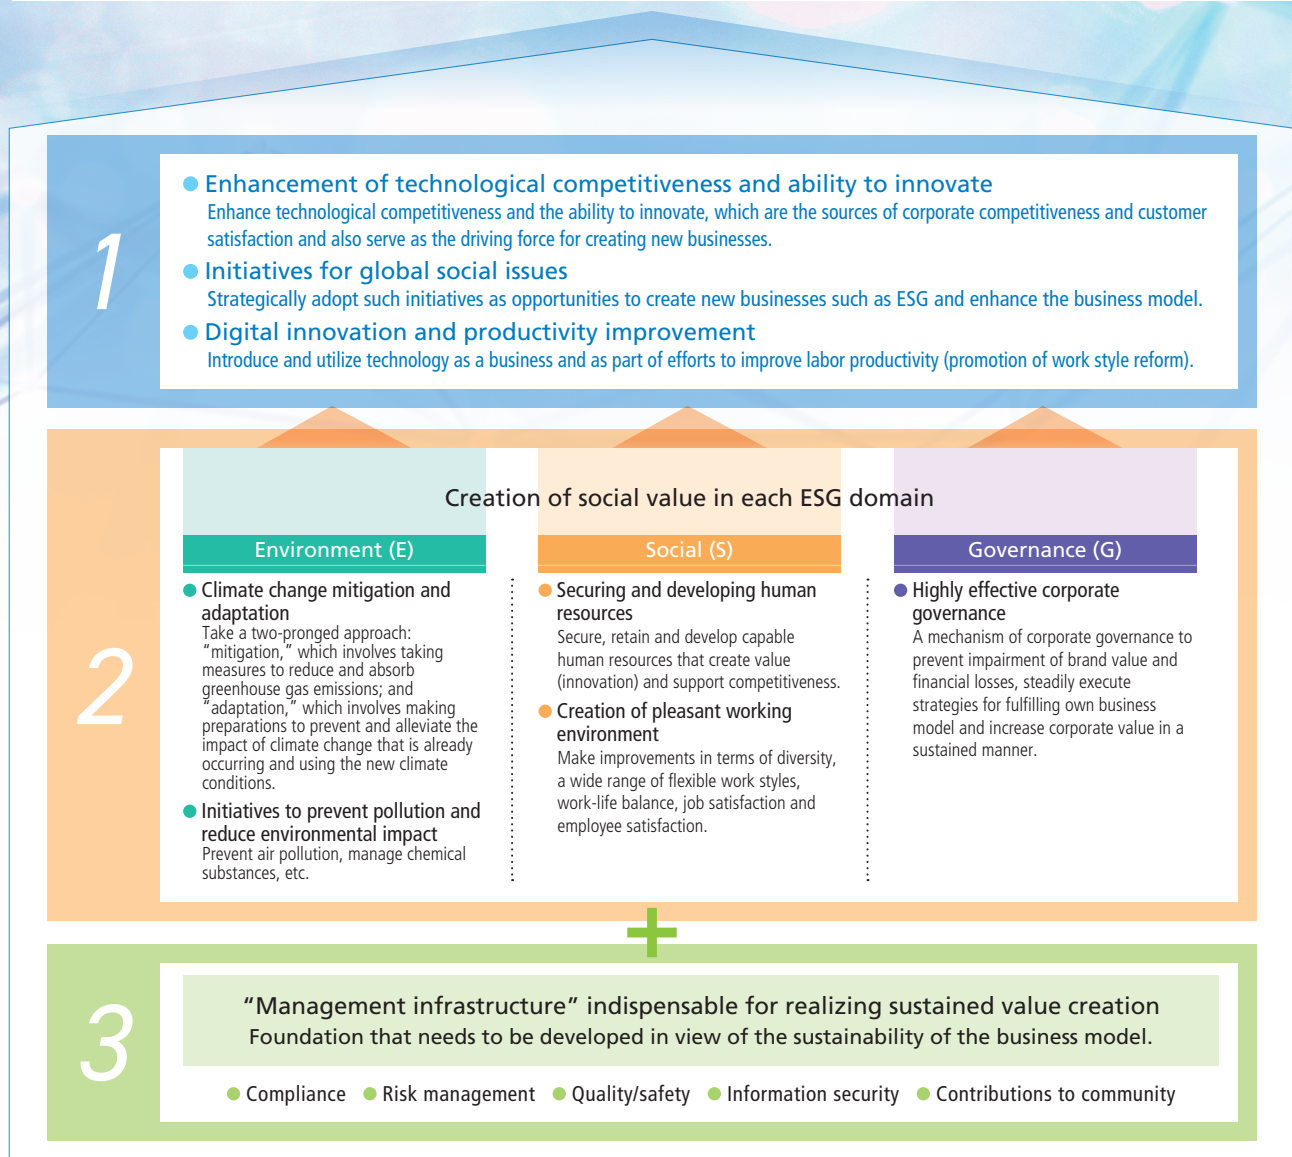 1
Enhancement of technological competitiveness and ability to innovate
Enhance technological competitiveness and the ability to innovate, which are the sources of corporate competitiveness and customer
satisfaction and also serve as the driving force for creating new businesses.
Initiatives for global social issues
Strategically adopt such initiatives as opportunities to create new businesses such as ESG and enhance the business model.
Digital innovation and productivity improvement
Introduce and utilize technology as a business and as part of efforts to improve labor productivity (promotion of work style reform).
2
Creation of social value in each ESG domain
Environment (E)
Climate change mitigation and
adaptation
Take a two-pronged approach:
“mitigation,” which involves taking
measures to reduce and absorb
greenhouse gas emissions; and
“adaptation,” which involves making
preparations to prevent and alleviate the
impact of climate change that is already
occurring and using the new climate
conditions.
Initiatives to prevent pollution and
reduce environmental impact
Prevent air pollution, manage chemical
substances, etc.
Social (S)
Securing and developing human
resources
Secure, retain and develop capable
human resources that create value
(innovation) and support competitiveness.
Creation of pleasant working
environment
Make improvements in terms of diversity,
a wide range of flexible work styles,
work-life balance, job satisfaction and
employee satisfaction.
Governance (G)
Highly effective corporate
governance
A mechanism of corporate governance to
prevent impairment of brand value and
financial losses, steadily execute
strategies for fulfilling own business
model and increase corporate value in a
sustained manner.
+
3
“Management infrastructure” indispensable for realizing sustained value creation
Foundation that needs to be developed in view of the sustainability of the business model.
Compliance Risk management Quality/safety Information security Contributions to community